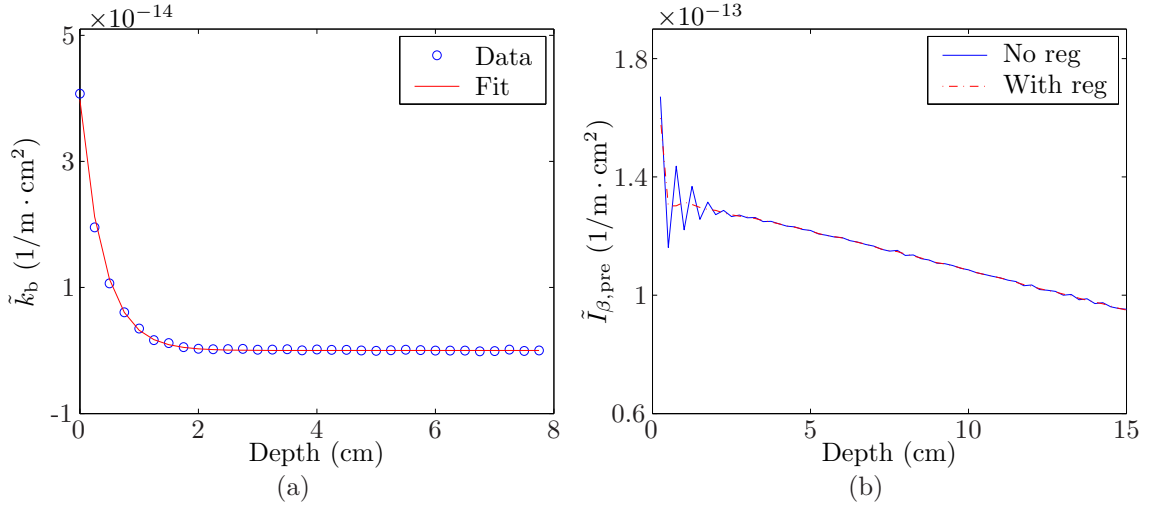 ×10⁻¹⁴
5
3
1
-1
k̃_b (1/m · cm²)
Data
Fit
0 2 4 6 8
Depth (cm)
(a)
×10⁻¹³
1.8
1.4
1
0.6
Ĩ_β,pre (1/m · cm²)
No reg
With reg
0 5 10 15
Depth (cm)
(b)